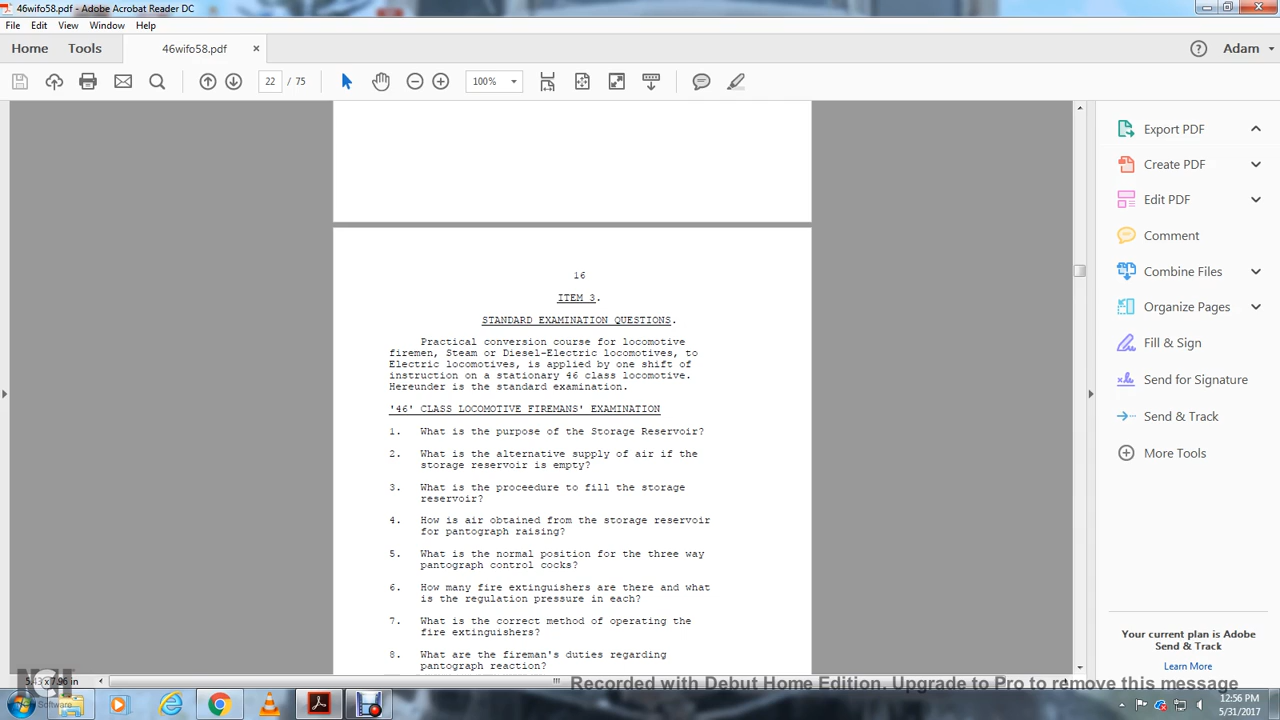 46wifo58.pdf - Adobe Acrobat Reader DC
File Edit View Window Help
Home Tools 46wifo58.pdf Adam
22 / 75 100%
16
ITEM 3.
STANDARD EXAMINATION QUESTIONS.
Practical conversion course for locomotive
firemen, Steam or Diesel-Electric locomotives, to
Electric locomotives, is applied by one shift of
instruction on a stationary 46 class locomotive.
Hereunder is the standard examination.
'46' CLASS LOCOMOTIVE FIREMANS' EXAMINATION
1. What is the purpose of the Storage Reservoir?
2. What is the alternative supply of air if the
storage reservoir is empty?
3. What is the proceedure to fill the storage
reservoir?
4. How is air obtained from the storage reservoir
for pantograph raising?
5. What is the normal position for the three way
pantograph control cocks?
6. How many fire extinguishers are there and what
is the regulation pressure in each?
7. What is the correct method of operating the
fire extinguishers?
8. What are the fireman's duties regarding
pantograph reaction?
Export PDF
Create PDF
Edit PDF
Comment
Combine Files
Organize Pages
Fill & Sign
Send for Signature
Send & Track
More Tools
Your current plan is Adobe
Send & Track
Learn More
5.43 x 7.96 in
NCH
Software
Recorded with Debut Home Edition. Upgrade to Pro to remove this message
12:56 PM
5/31/2017